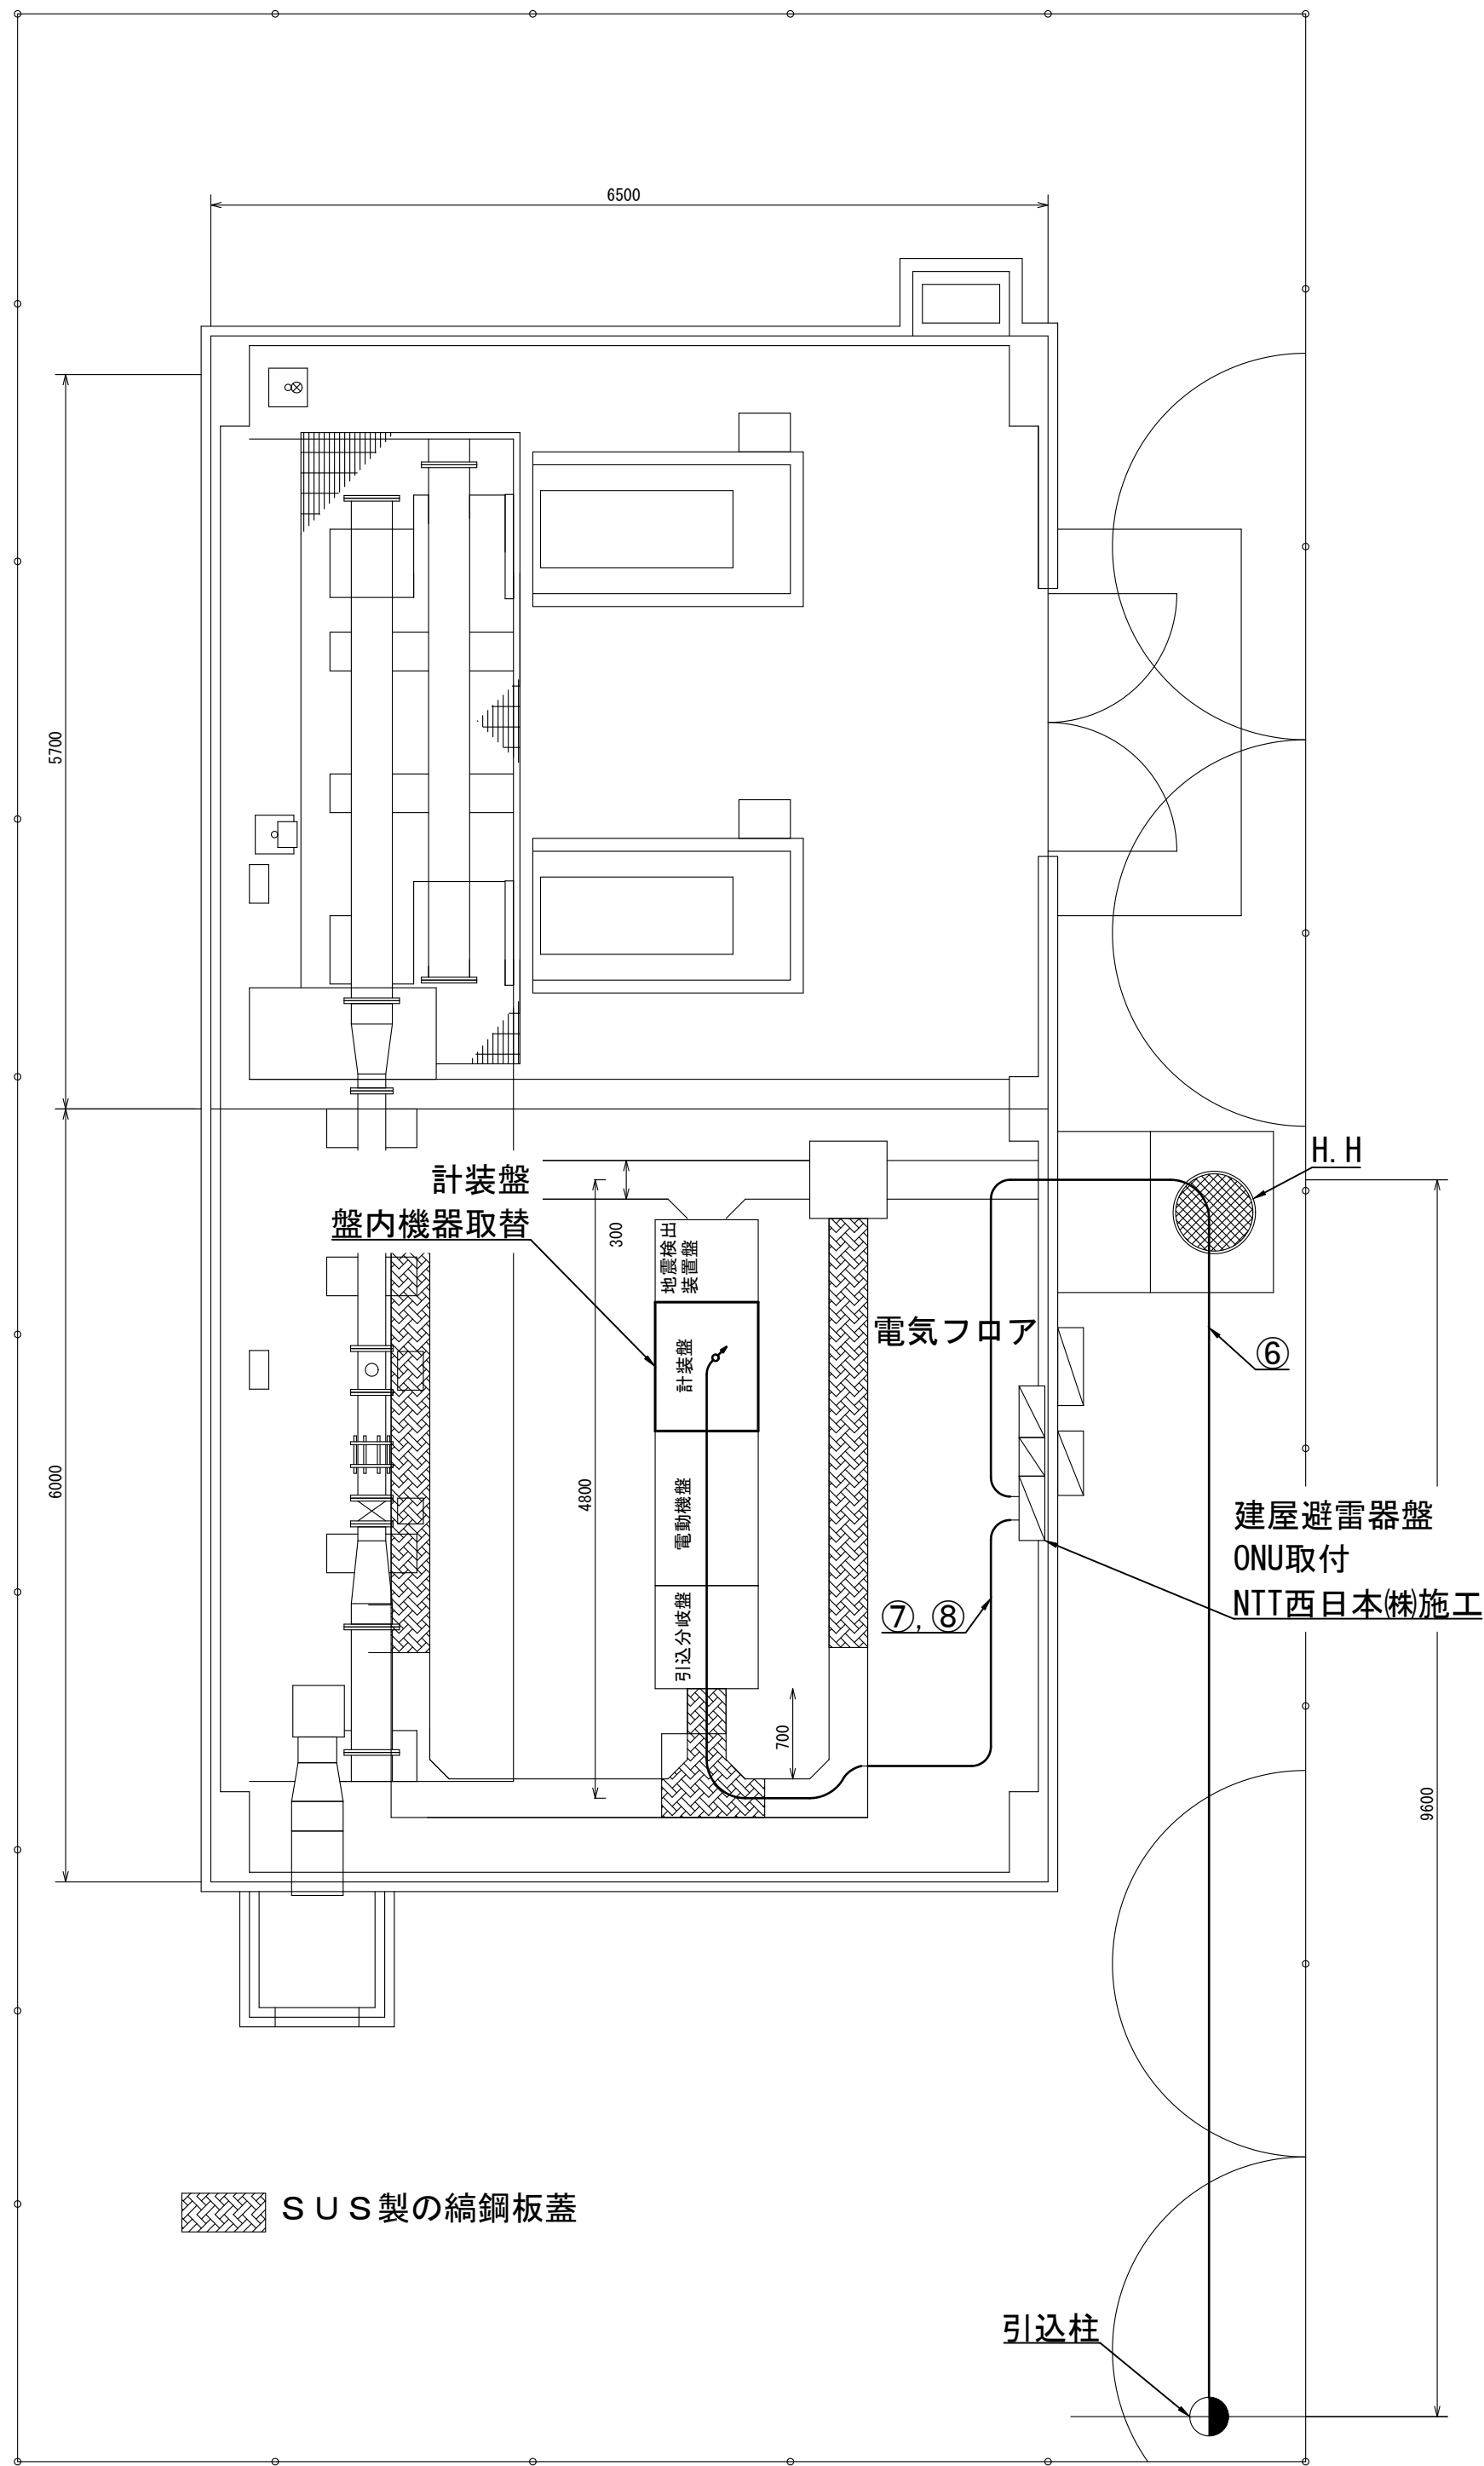 6500
5700
H.H
計装盤
盤内機器取替
300
地震検出
装置盤
電気フロア
計装盤
⑥
6000
4800
電動機盤
建屋避雷器盤
ONU取付
NTT西日本㈱施工
⑦,⑧
引込分岐盤
700
9600
ＳＵＳ製の縞鋼板蓋
引込柱